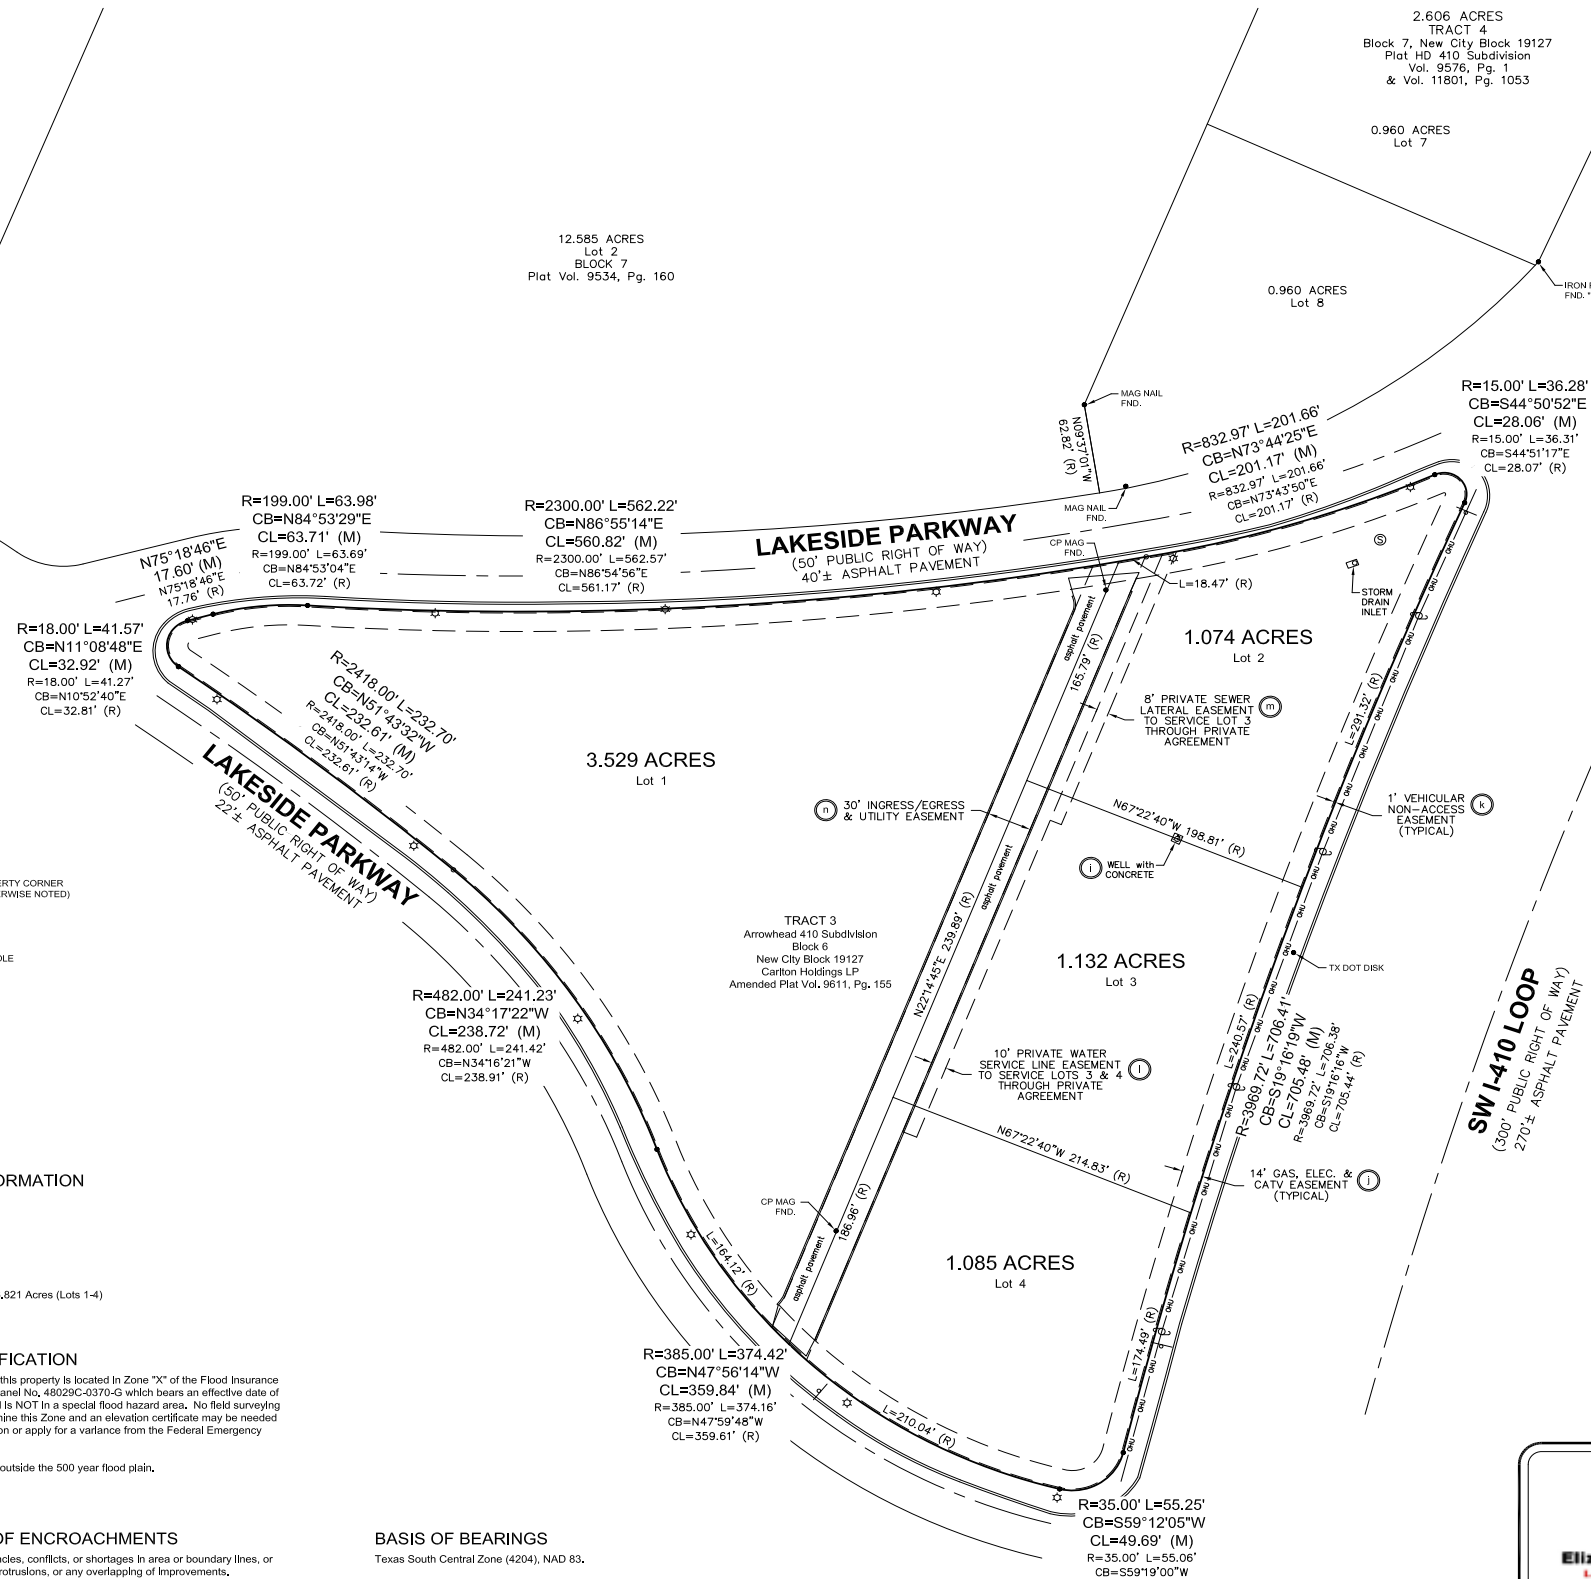 2.606 ACRES
TRACT 4
Block 7, New City Block 19127
Plat HD 410 Subdivision
Vol. 9576, Pg. 1
& Vol. 11801, Pg. 1053
0.960 ACRES
Lot 7
12.585 ACRES
Lot 2
BLOCK 7
Plat Vol. 9534, Pg. 160
0.960 ACRES
Lot 8
IRON
FND. "
MAG NAIL
FND.
N09°37'01"W
62.82' (R)
MAG NAIL
FND.
R=832.97' L=201.66'
CB=N73°44'25"E
CL=201.17' (M)
R=832.97' L=201.66'
CB=N73°43'50"E
CL=201.17' (R)
R=15.00' L=36.28'
CB=S44°50'52"E
CL=28.06' (M)
R=15.00' L=36.31'
CB=S44°51'17"E
CL=28.07' (R)
R=199.00' L=63.98'
CB=N84°53'29"E
CL=63.71' (M)
R=199.00' L=63.69'
CB=N84°53'04"E
CL=63.72' (R)
R=2300.00' L=562.22'
CB=N86°55'14"E
CL=560.82' (M)
R=2300.00' L=562.57'
CB=N86°54'56"E
CL=561.17' (R)
LAKESIDE PARKWAY
(50' PUBLIC RIGHT OF WAY)
40'± ASPHALT PAVEMENT
CP MAG
FND.
L=18.47' (R)
S
STORM
DRAIN
INLET
N75°18'46"E
17.60' (M)
N75°18'46"E
17.76' (R)
R=18.00' L=41.57'
CB=N11°08'48"E
CL=32.92' (M)
R=18.00' L=41.27'
CB=N10°52'40"E
CL=32.81' (R)
R=2418.00' L=232.70'
CB=N51°43'32"W
CL=232.61' (M)
R=2418.00' L=232.70'
CB=N51°43'14"W
CL=232.61' (R)
LAKESIDE PARKWAY
(50' PUBLIC RIGHT OF WAY)
22'± ASPHALT PAVEMENT
3.529 ACRES
Lot 1
1.074 ACRES
Lot 2
asphalt pavement
165.79' (R)
8' PRIVATE SEWER
LATERAL EASEMENT
TO SERVICE LOT 3
THROUGH PRIVATE
AGREEMENT
m
L=291.32' (R)
OHU
n
30' INGRESS/EGRESS
& UTILITY EASEMENT
N67°22'40"W 198.81' (R)
1' VEHICULAR
NON-ACCESS
EASEMENT
(TYPICAL)
k
i
WELL with
CONCRETE
asphalt pavement
ERTY CORNER
ERWISE NOTED)
OLE
TRACT 3
Arrowhead 410 Subdivision
Block 6
New City Block 19127
Carlton Holdings LP
Amended Plat Vol. 9611, Pg. 155
N22°14'45"E 239.89' (R)
1.132 ACRES
Lot 3
TX DOT DISK
SW I-410 LOOP
(300' PUBLIC RIGHT OF WAY)
270'± ASPHALT PAVEMENT
R=482.00' L=241.23'
CB=N34°17'22"W
CL=238.72' (M)
R=482.00' L=241.42'
CB=N34°16'21"W
CL=238.91' (R)
10' PRIVATE WATER
SERVICE LINE EASEMENT
TO SERVICE LOTS 3 & 4
THROUGH PRIVATE
AGREEMENT
l
L=240.57' (R)
R=3969.72' L=706.41'
CB=S19°16'19"W
CL=705.48' (M)
R=3969.72' L=706.38'
CB=S19°16'16"W
CL=705.44' (R)
N67°22'40"W 214.83' (R)
14' GAS, ELEC. &
CATV EASEMENT
(TYPICAL)
j
ORMATION
CP MAG
FND.
186.96' (R)
asphalt pavement
L=164.12' (R)
1.085 ACRES
Lot 4
.821 Acres (Lots 1-4)
L=174.49' (R)
FICATION
this property is located in Zone "X" of the Flood Insurance
anel No. 48029C-0370-G which bears an effective date of
l is NOT in a special flood hazard area. No field surveying
nine this Zone and an elevation certificate may be needed
on or apply for a variance from the Federal Emergency
outside the 500 year flood plain.
R=385.00' L=374.42'
CB=N47°56'14"W
CL=359.84' (M)
R=385.00' L=374.16'
CB=N47°59'48"W
CL=359.61' (R)
L=210.04' (R)
R=35.00' L=55.25'
CB=S59°12'05"W
CL=49.69' (M)
R=35.00' L=55.06'
CB=S59°19'00"W
OF ENCROACHMENTS
ncies, conflicts, or shortages in area or boundary lines, or
rotrusions, or any overlapping of improvements.
BASIS OF BEARINGS
Texas South Central Zone (4204), NAD 83.
Eliz